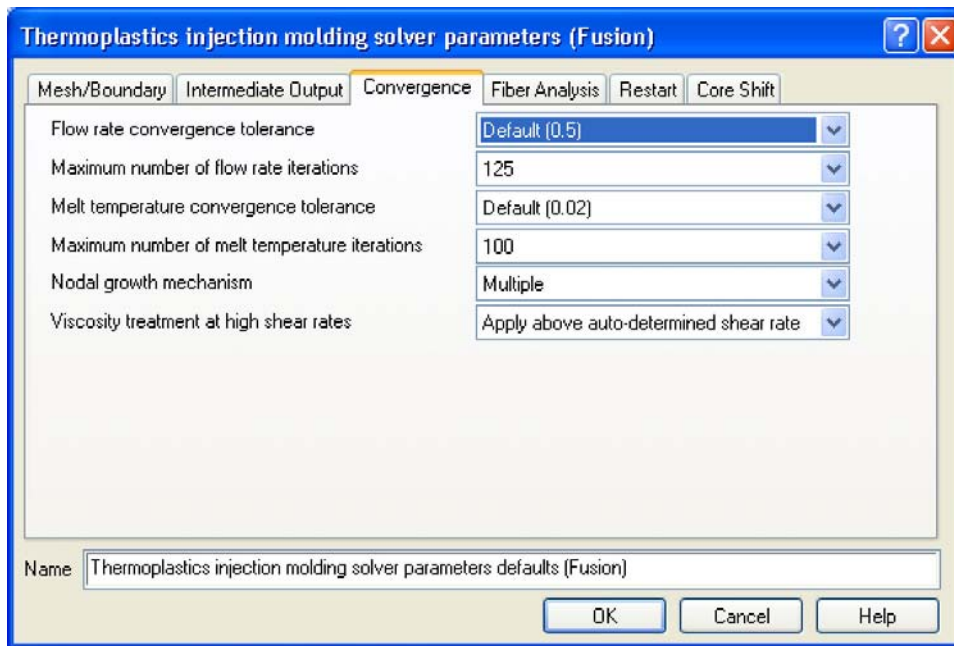 Thermoplastics injection molding solver parameters (Fusion)
Mesh/Boundary Intermediate Output Convergence Fiber Analysis Restart Core Shift
Flow rate convergence tolerance Default (0.5)
Maximum number of flow rate iterations 125
Melt temperature convergence tolerance Default (0.02)
Maximum number of melt temperature iterations 100
Nodal growth mechanism Multiple
Viscosity treatment at high shear rates Apply above auto-determined shear rate
Name Thermoplastics injection molding solver parameters defaults (Fusion)
OK Cancel Help